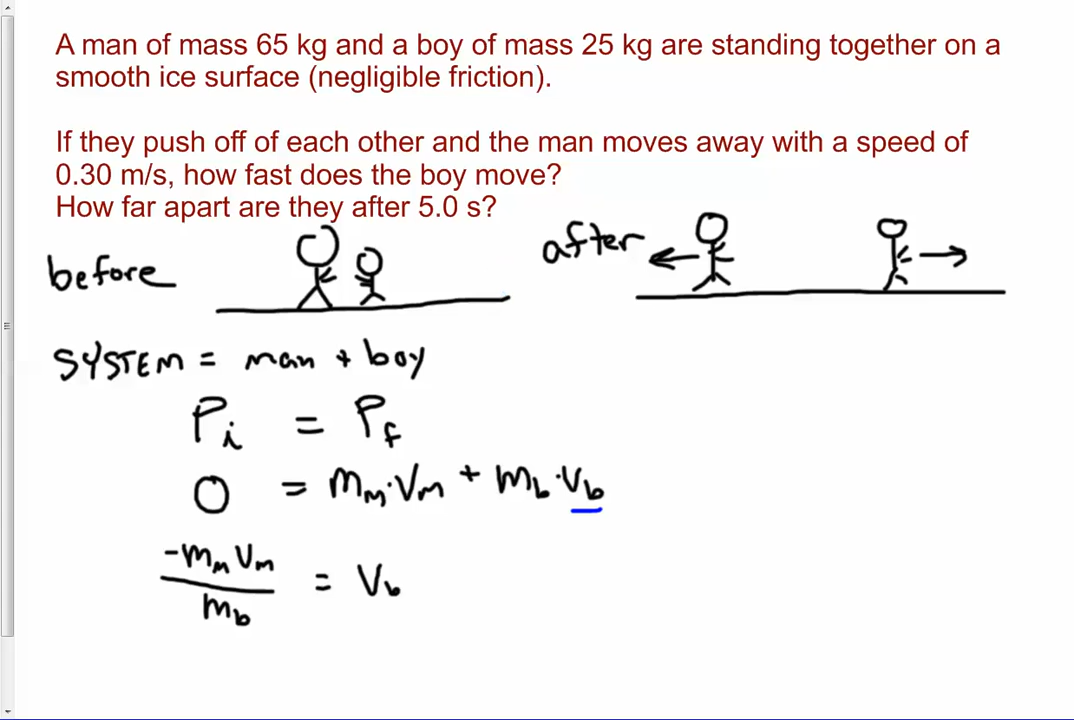 A man of mass 65 kg and a boy of mass 25 kg are standing together on a
smooth ice surface (negligible friction).
If they push off of each other and the man moves away with a speed of
0.30 m/s, how fast does the boy move?
How far apart are they after 5.0 s?
before
after
SYSTEM = man + boy
Pi = Pf
0 = mm·vm + mb·vb
-mm vm / mb = vb